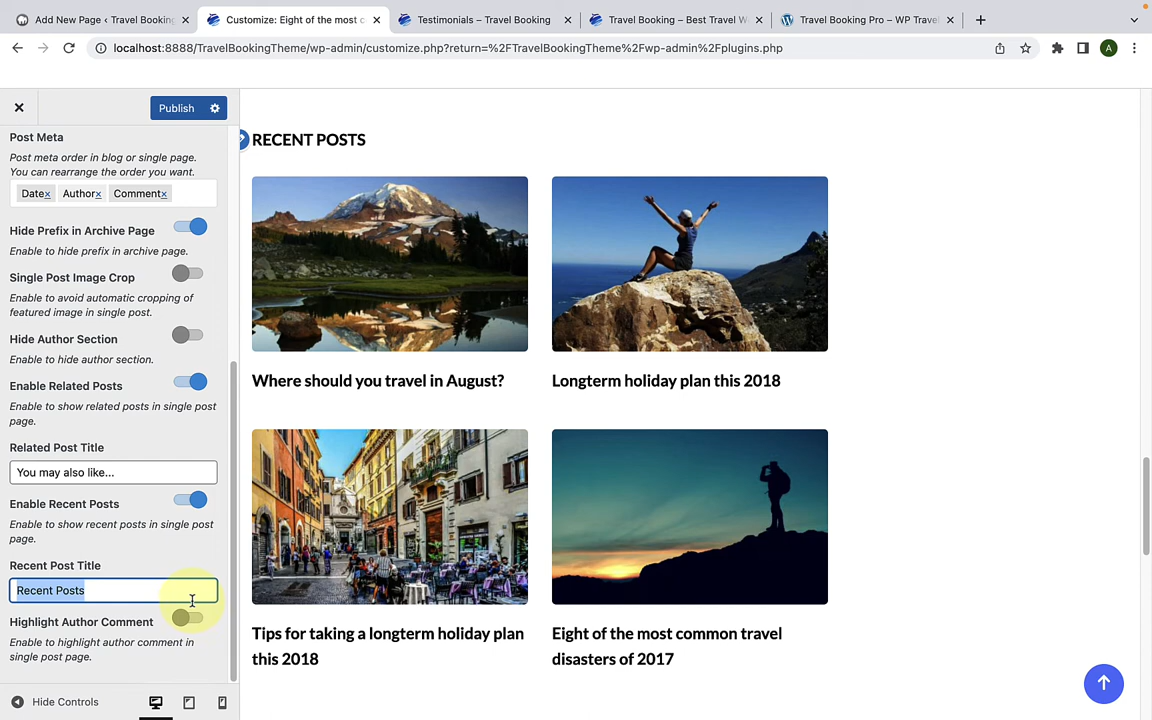 Add New Page ‹ Travel Booking
Customize: Eight of the most c
Testimonials – Travel Booking
Travel Booking – Best Travel W
Travel Booking Pro – WP Travel
localhost:8888/TravelBookingTheme/wp-admin/customize.php?return=%2FTravelBookingTheme%2Fwp-admin%2Fplugins.php
A
Publish
Post Meta
Post meta order in blog or single page.
You can rearrange the order you want.
Date× Author× Comment×
Hide Prefix in Archive Page
Enable to hide prefix in archive page.
Single Post Image Crop
Enable to avoid automatic cropping of
featured image in single post.
Hide Author Section
Enable to hide author section.
Enable Related Posts
Enable to show related posts in single post
page.
Related Post Title
You may also like...
Enable Recent Posts
Enable to show recent posts in single post
page.
Recent Post Title
Recent Posts
Highlight Author Comment
Enable to highlight author comment in
single post page.
Hide Controls
RECENT POSTS
Where should you travel in August?
Longterm holiday plan this 2018
Tips for taking a longterm holiday plan
this 2018
Eight of the most common travel
disasters of 2017